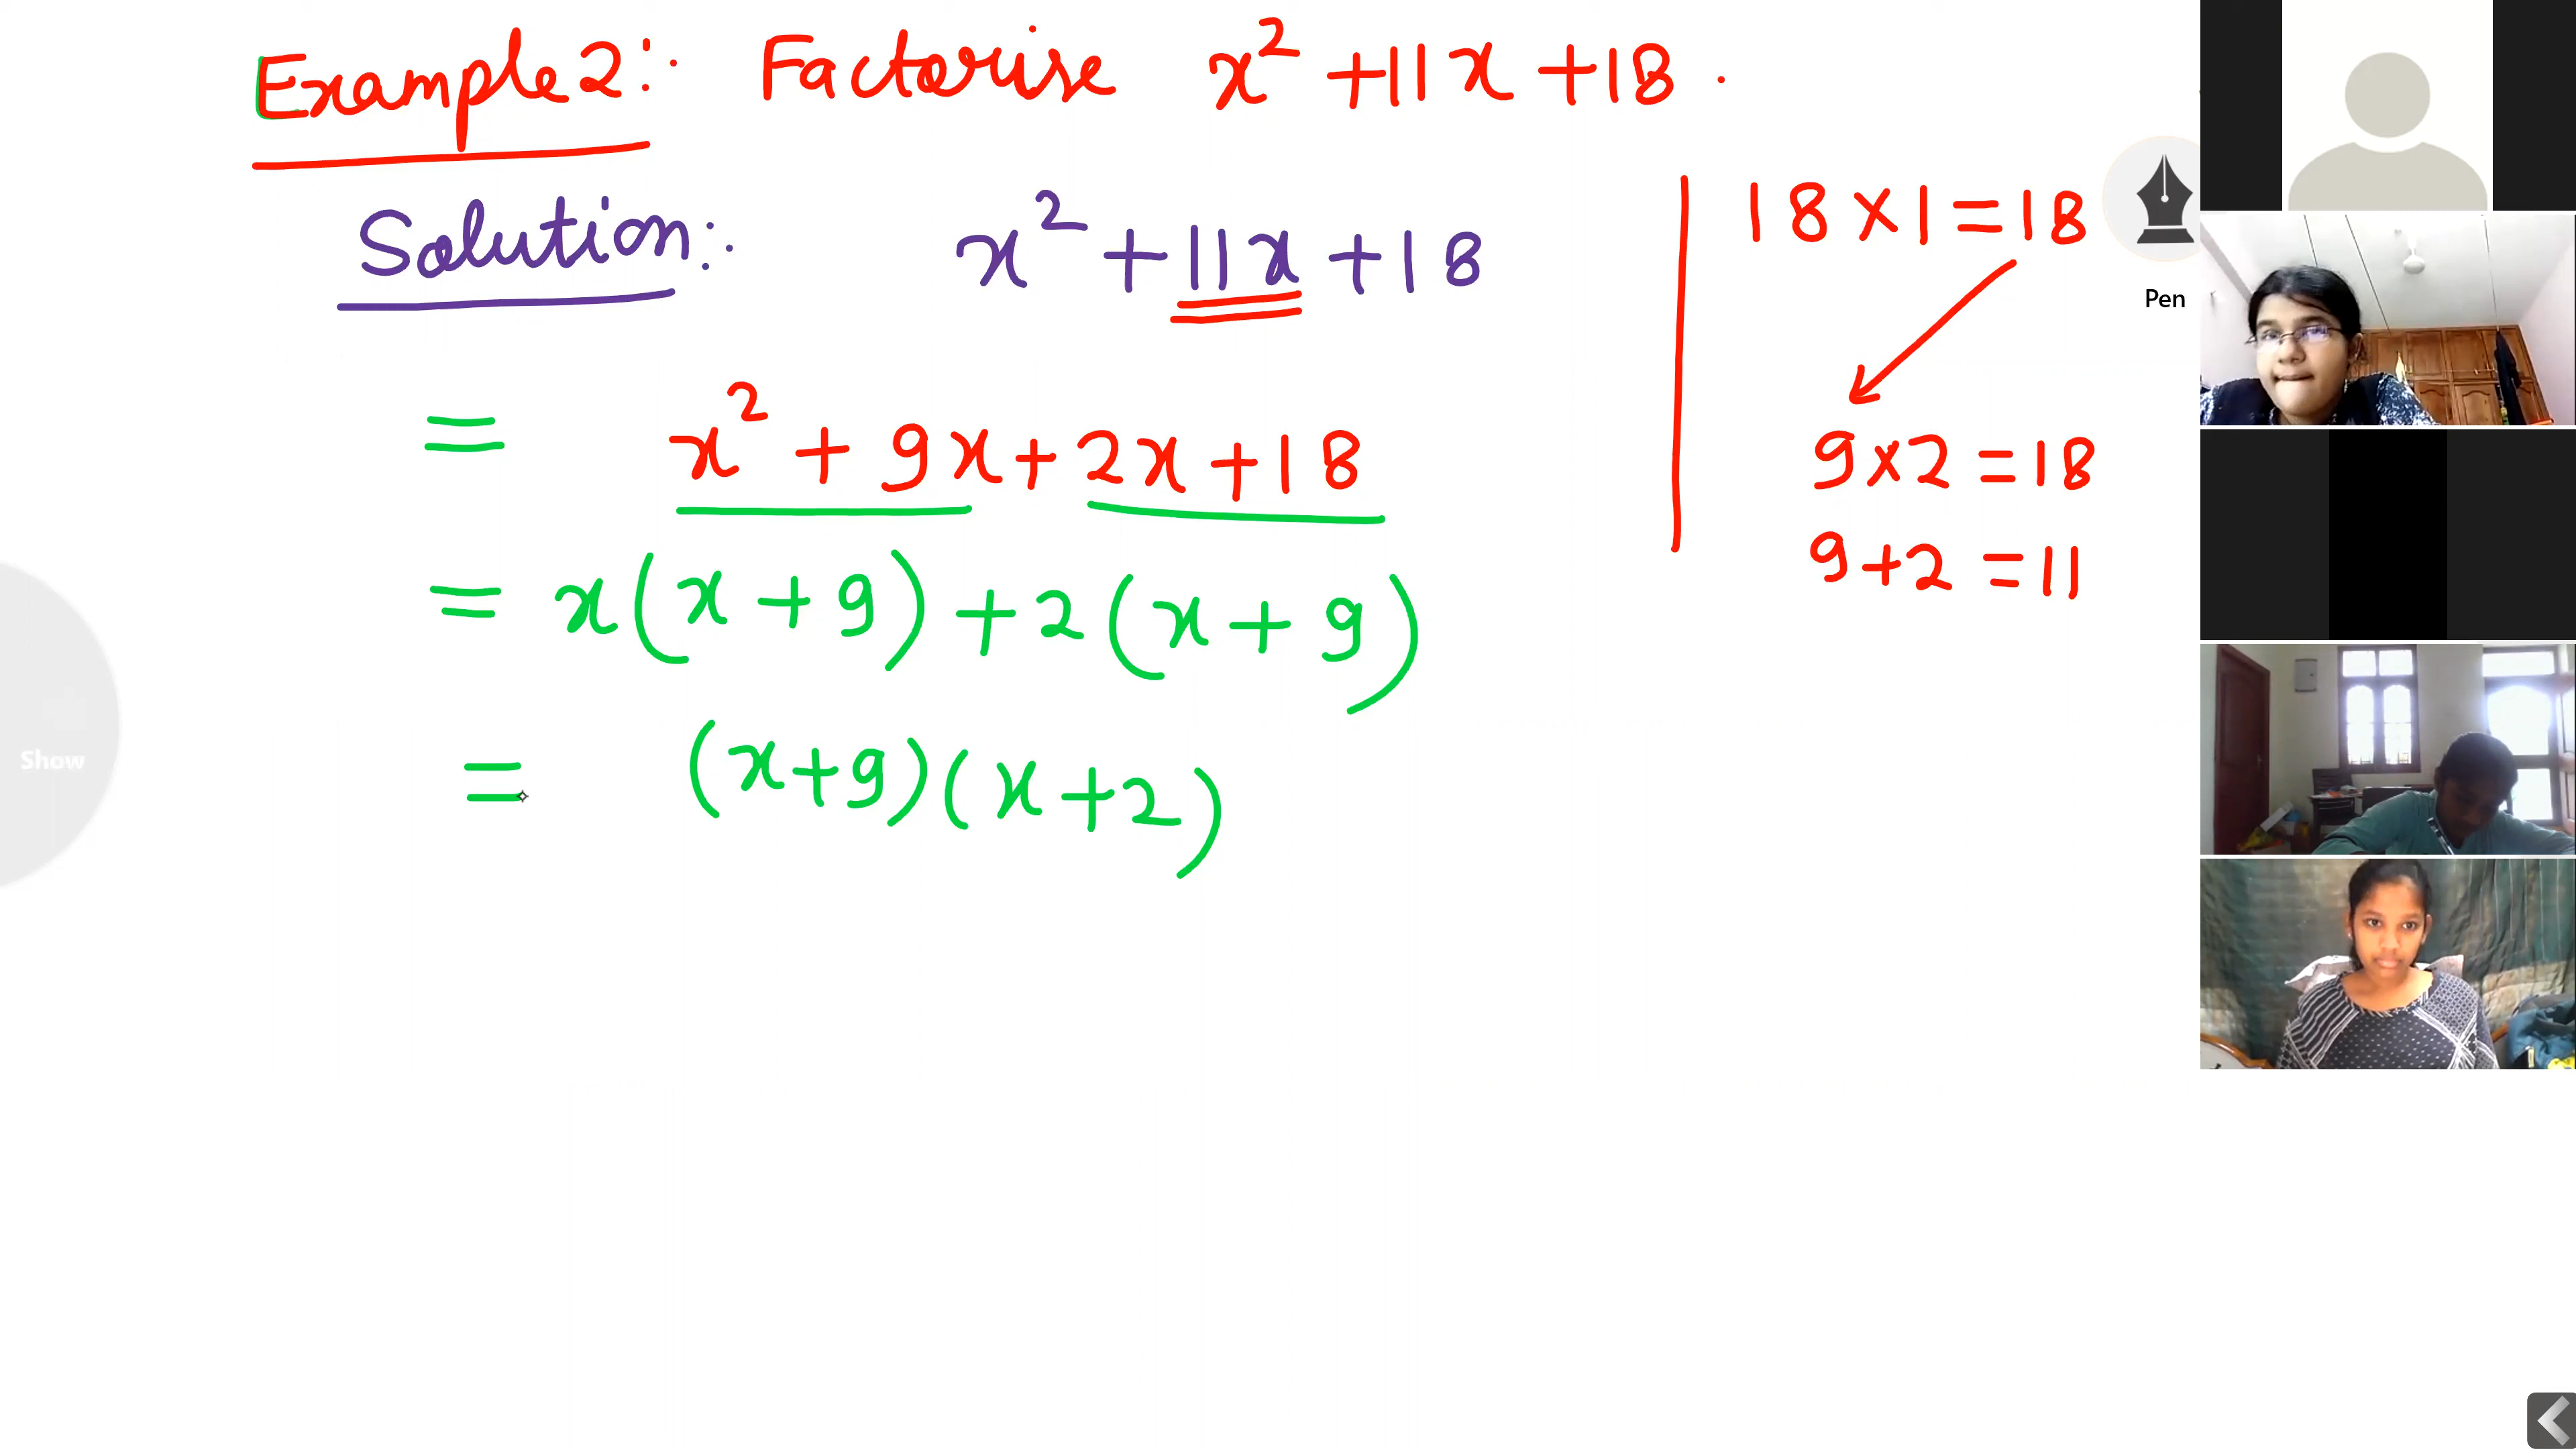 Example 2:· Factorise x² +11x +18 .
Solution:· x² +11x +18
= x² + 9x + 2x +18
= x(x+9) +2(x+9)
= (x+9)(x+2)
18 × 1 = 18
9×2 = 18
9+2 = 11
Pen
Show